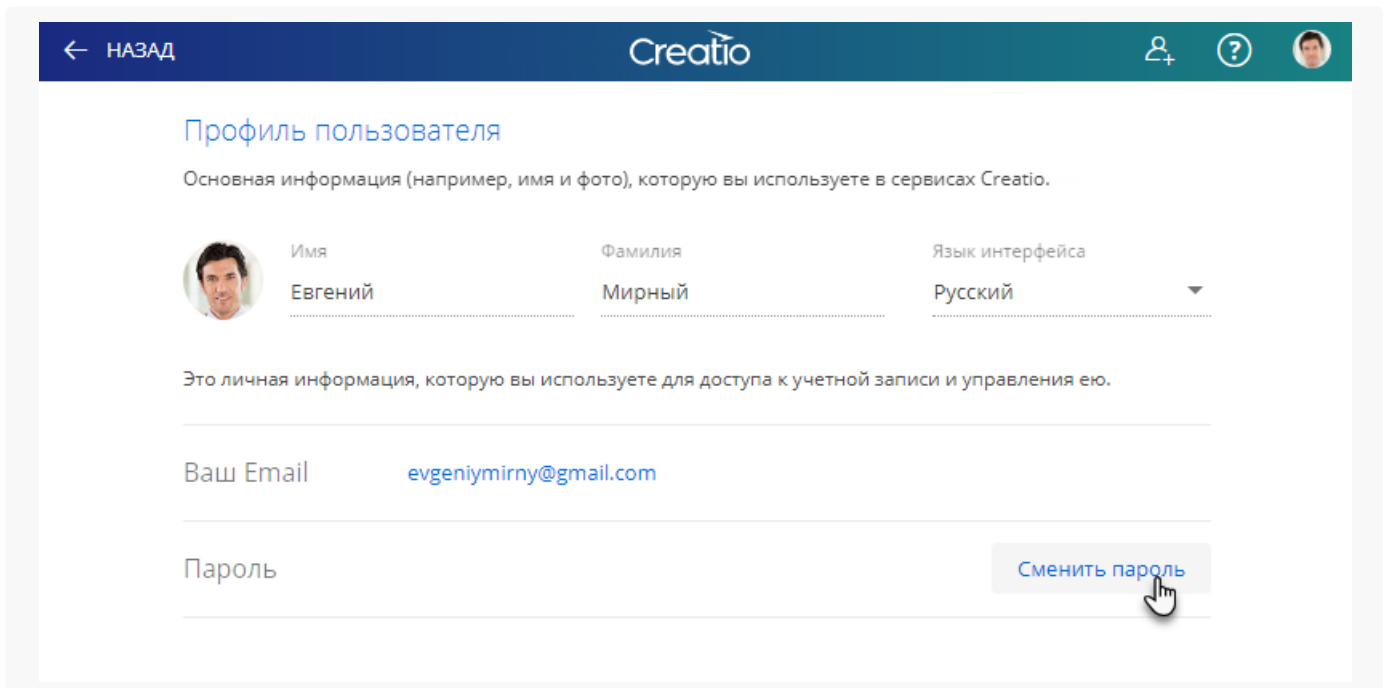 НАЗАД
Creatio
Профиль пользователя
Основная информация (например, имя и фото), которую вы используете в сервисах Creatio.
Имя
Фамилия
Язык интерфейса
Евгений
Мирный
Русский
Это личная информация, которую вы используете для доступа к учетной записи и управления ею.
Ваш Email
evgeniymirny@gmail.com
Пароль
Сменить пароль